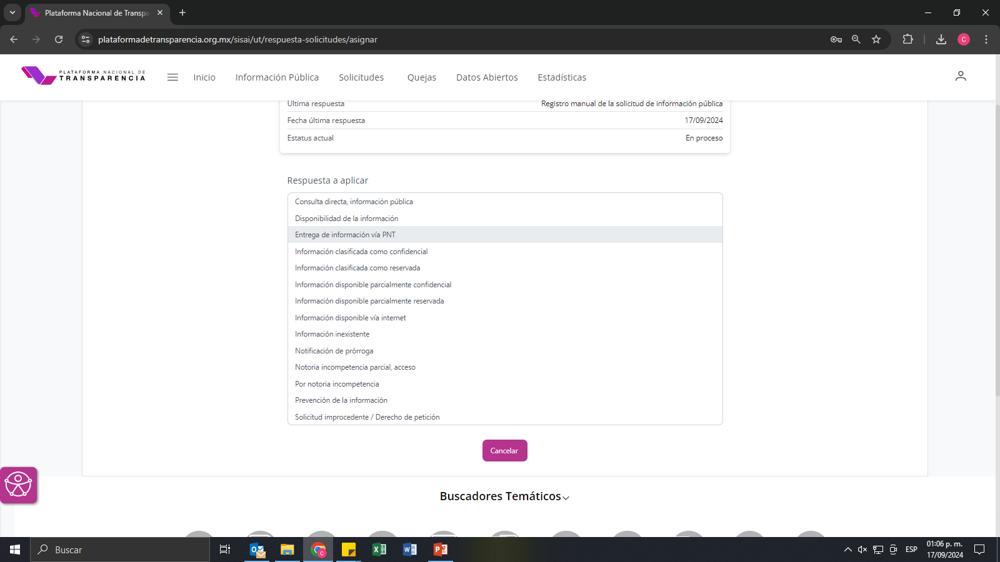 Plataforma Nacional de Transpa
plataformadetransparencia.org.mx/sisai/ut/respuesta-solicitudes/asignar
C
PLATAFORMA NACIONAL DE
TRANSPARENCIA
Inicio
Información Pública
Solicitudes
Quejas
Datos Abiertos
Estadísticas
Última respuesta
Registro manual de la solicitud de información pública
Fecha última respuesta
17/09/2024
Estatus actual
En proceso
Respuesta a aplicar
Consulta directa, información pública
Disponibilidad de la información
Entrega de información vía PNT
Información clasificada como confidencial
Información clasificada como reservada
Información disponible parcialmente confidencial
Información disponible parcialmente reservada
Información disponible vía internet
Información inexistente
Notificación de prórroga
Notoria incompetencia parcial, acceso
Por notoria incompetencia
Prevención de la información
Solicitud improcedente / Derecho de petición
Cancelar
Buscadores Temáticos
Buscar
ESP
01:06 p. m.
17/09/2024